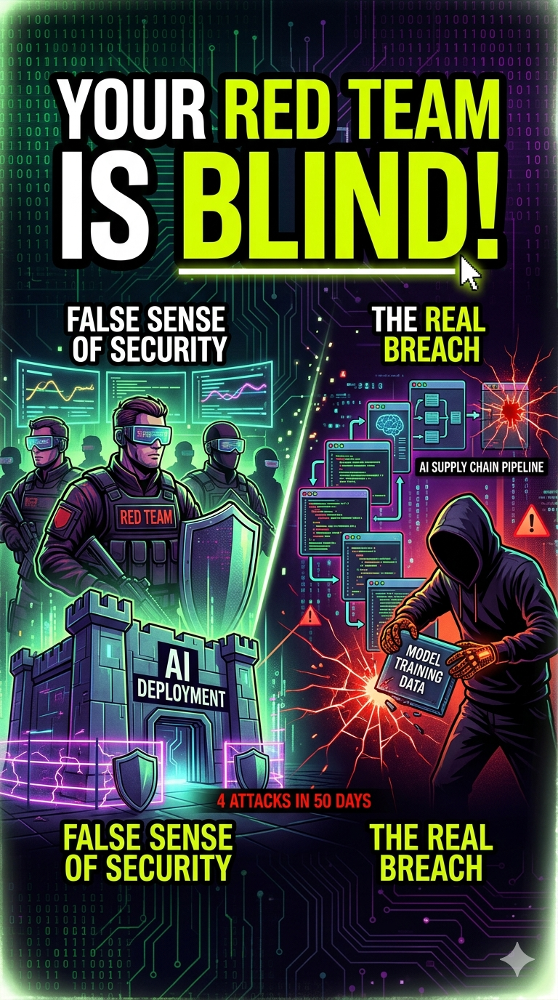 YOUR RED TEAM
IS BLIND!
FALSE SENSE
OF SECURITY
THE REAL
BREACH
AI SUPPLY CHAIN PIPELINE
RED TEAM
MODEL
TRAINING
DATA
AI
DEPLOYMENT
4 ATTACKS IN 50 DAYS
FALSE SENSE
OF SECURITY
THE REAL
BREACH